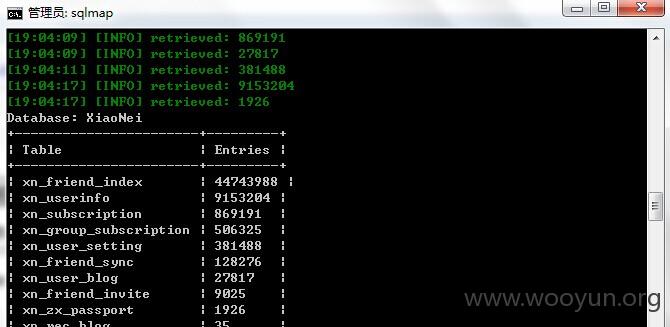 管理员: sqlmap
[19:04:09] [INFO] retrieved: 869191
[19:04:09] [INFO] retrieved: 27817
[19:04:11] [INFO] retrieved: 381488
[19:04:17] [INFO] retrieved: 9153204
[19:04:17] [INFO] retrieved: 1926
Database: XiaoNei
+-----------------------+---------+
| Table | Entries |
+-----------------------+---------+
| xn_friend_index | 44743988 |
| xn_userinfo | 9153204 |
| xn_subscription | 869191 |
| xn_group_subscription | 506325 |
| xn_user_setting | 381488 |
| xn_friend_sync | 128276 |
| xn_user_blog | 27817 |
| xn_friend_invite | 9025 |
| xn_zx_passport | 1926 |
| xn_rec_blog | 35 |
www.wooyun.org